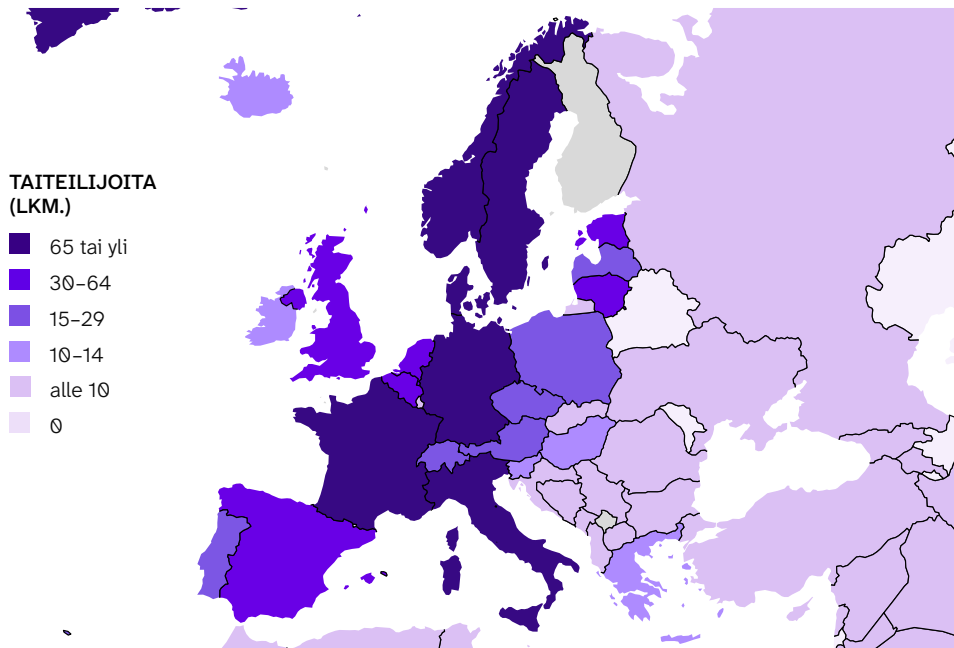 TAITEILIJOITA
(LKM.)
65 tai yli
30–64
15–29
10–14
alle 10
0